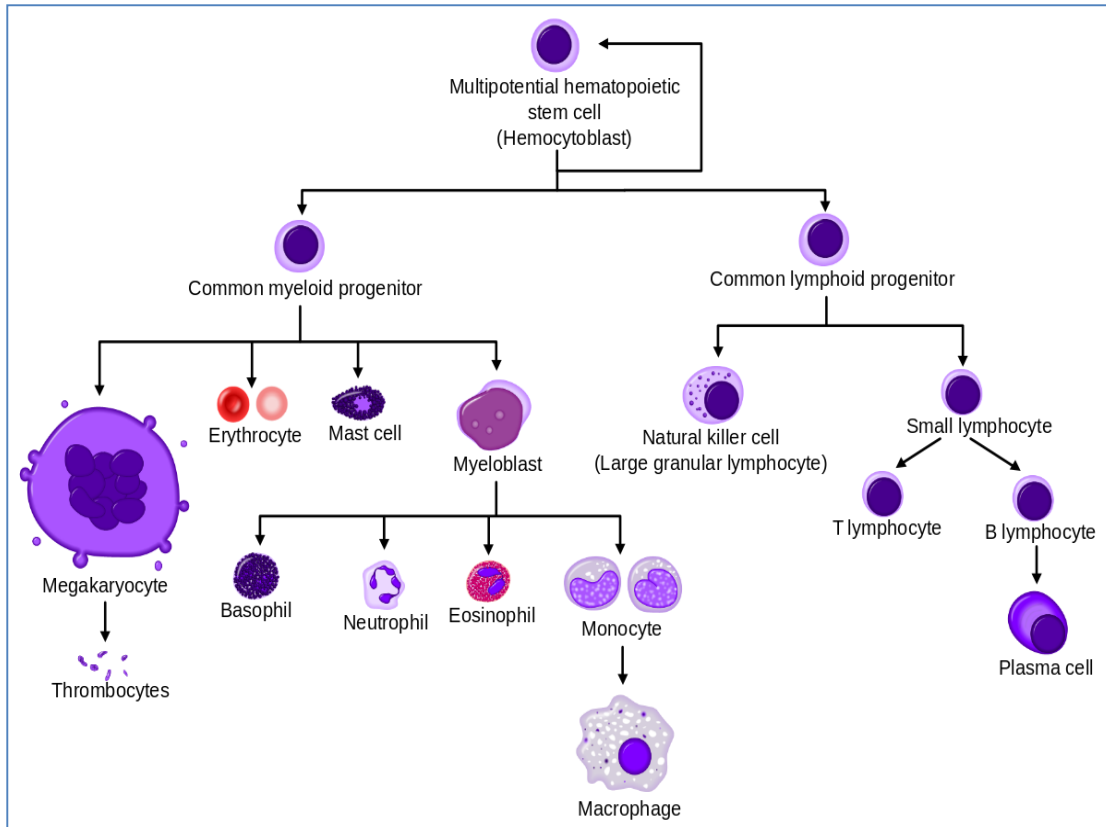 Multipotential hematopoietic
stem cell
(Hemocytoblast)
Common myeloid progenitor
Common lymphoid progenitor
Erythrocyte
Mast cell
Myeloblast
Natural killer cell
(Large granular lymphocyte)
Small lymphocyte
T lymphocyte
B lymphocyte
Megakaryocyte
Basophil
Neutrophil
Eosinophil
Monocyte
Plasma cell
Thrombocytes
Macrophage